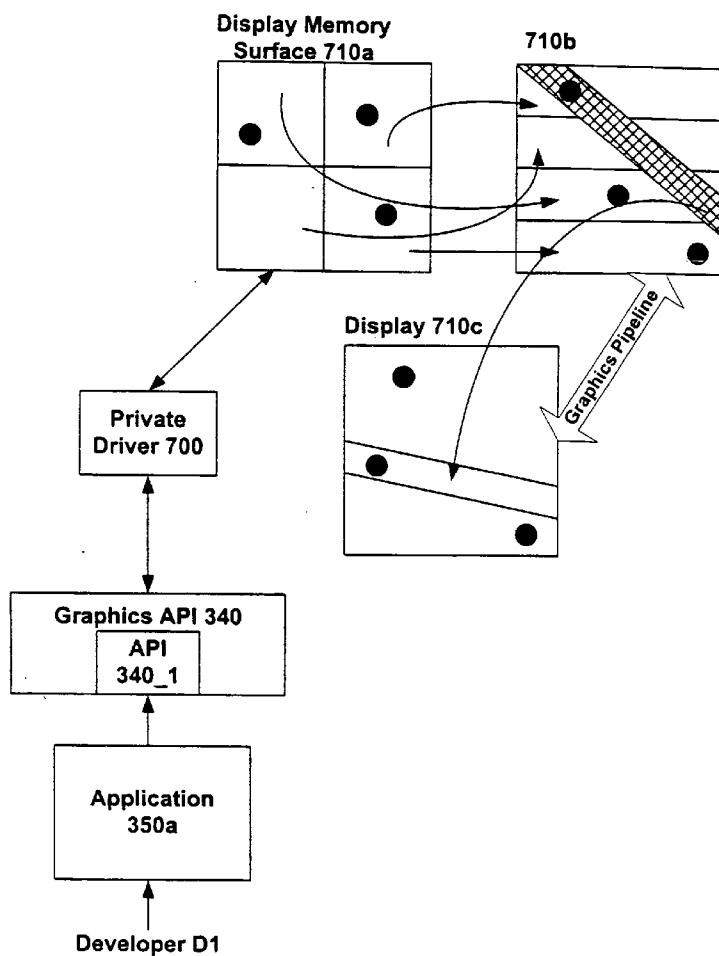 Display Memory
Surface 710a
710b
Display 710c
Graphics Pipeline
Private
Driver 700
Graphics API 340
API
340_1
Application
350a
Developer D1